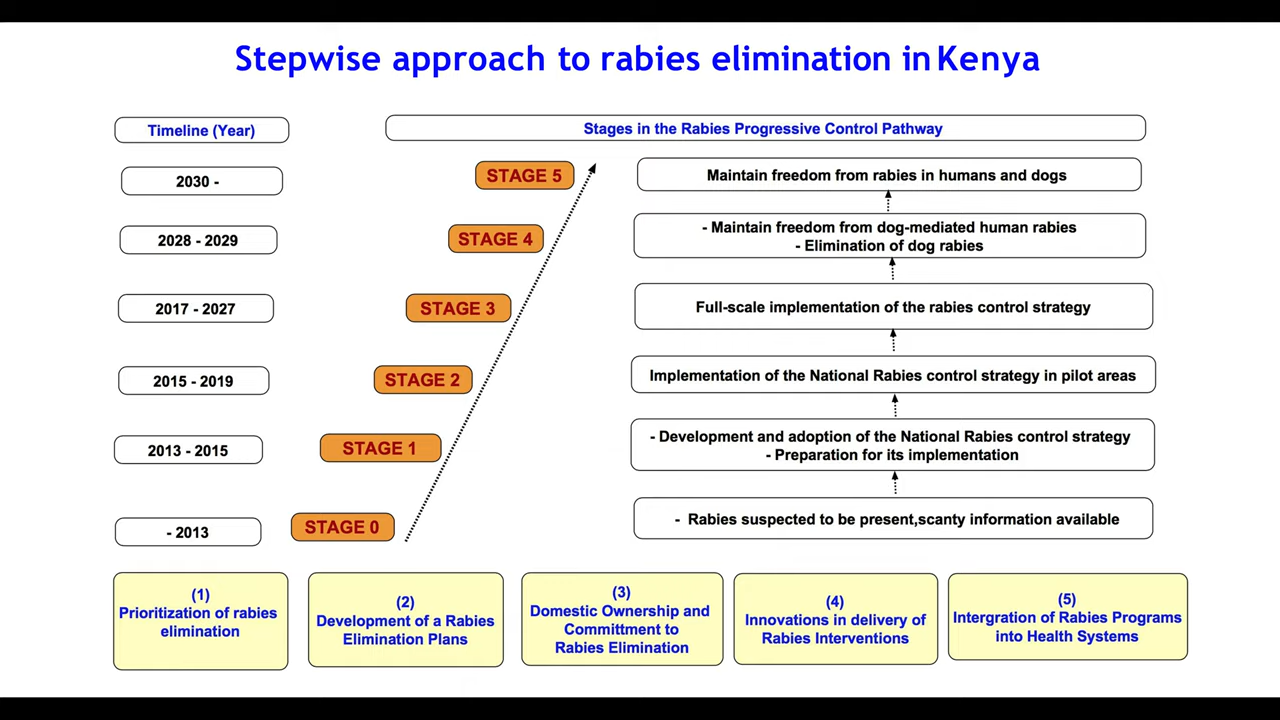 Stepwise approach to rabies elimination in Kenya
Timeline (Year)
Stages in the Rabies Progressive Control Pathway
2030 -
STAGE 5
Maintain freedom from rabies in humans and dogs
2028 - 2029
STAGE 4
- Maintain freedom from dog-mediated human rabies
- Elimination of dog rabies
2017 - 2027
STAGE 3
Full-scale implementation of the rabies control strategy
2015 - 2019
STAGE 2
Implementation of the National Rabies control strategy in pilot areas
2013 - 2015
STAGE 1
- Development and adoption of the National Rabies control strategy
- Preparation for its implementation
- 2013
STAGE 0
- Rabies suspected to be present,scanty information available
(1)
Prioritization of rabies
elimination
(2)
Development of a Rabies
Elimination Plans
(3)
Domestic Ownership and
Committment to
Rabies Elimination
(4)
Innovations in delivery of
Rabies Interventions
(5)
Intergration of Rabies Programs
into Health Systems